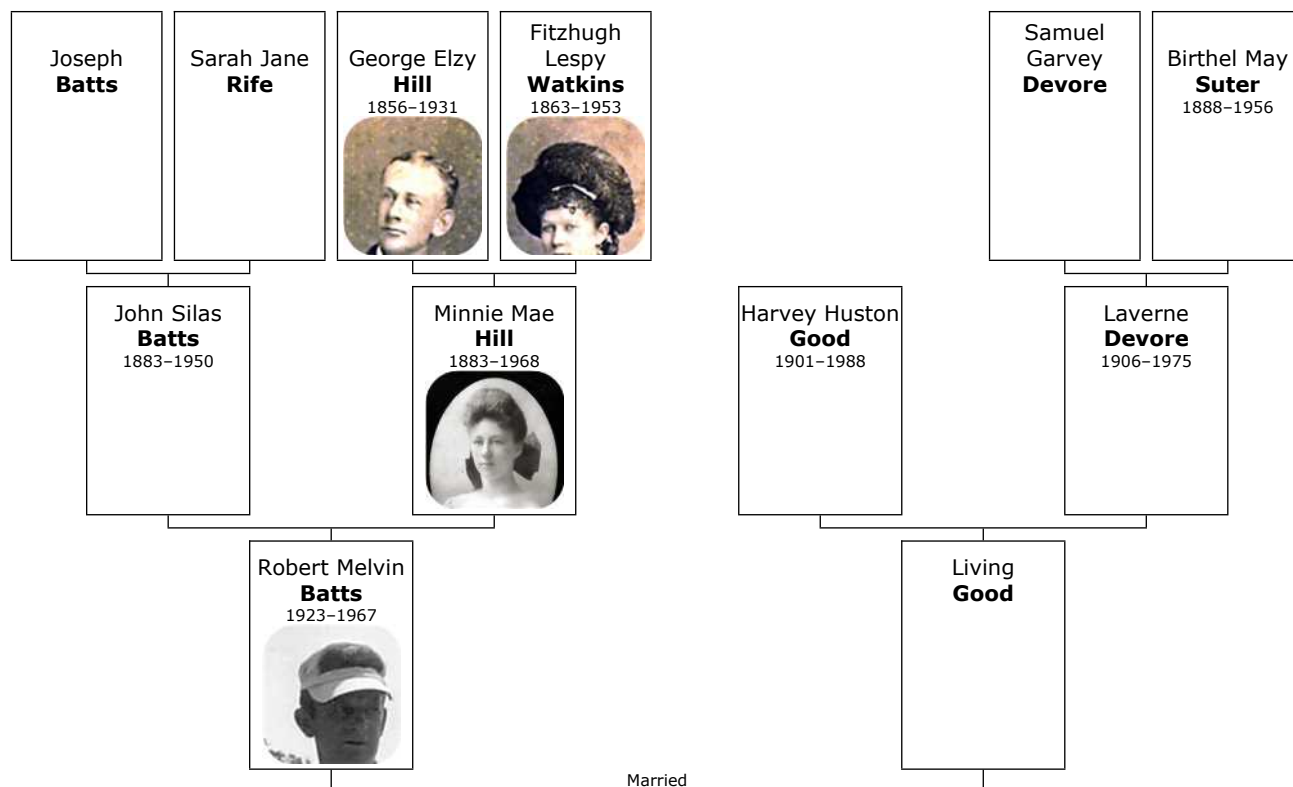 Joseph
Batts
Sarah Jane
Rife
George Elzy
Hill
1856–1931
Fitzhugh
Lespy
Watkins
1863–1953
Samuel
Garvey
Devore
Birthel May
Suter
1888–1956
John Silas
Batts
1883–1950
Minnie Mae
Hill
1883–1968
Harvey Huston
Good
1901–1988
Laverne
Devore
1906–1975
Robert Melvin
Batts
1923–1967
Living
Good
Married